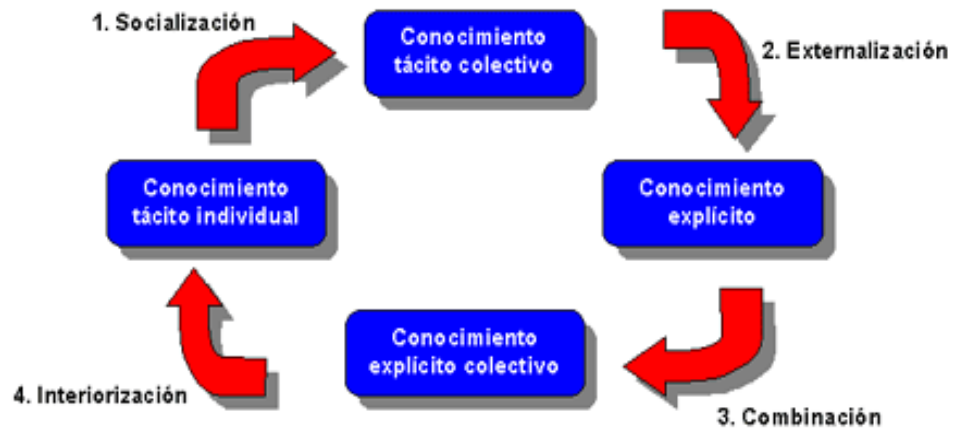 1. Socialización
Conocimiento
tácito colectivo
2. Externalización
Conocimiento
tácito individual
Conocimiento
explícito
Conocimiento
explícito colectivo
4. Interiorización
3. Combinación